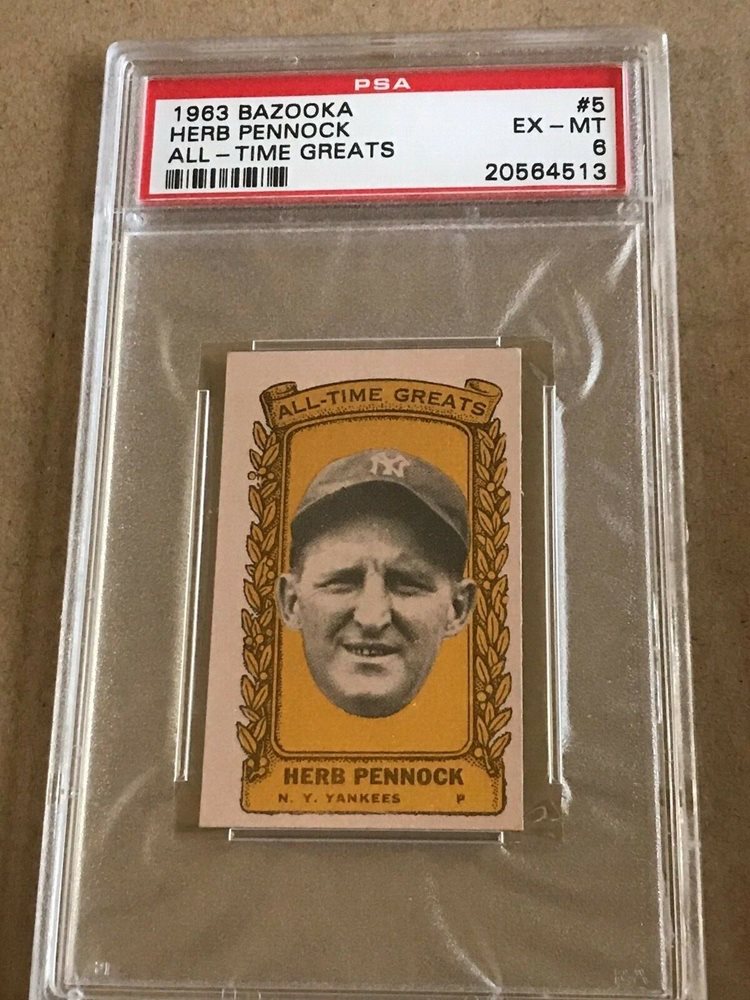 PSA
1963 BAZOOKA #5
HERB PENNOCK EX - MT
ALL - TIME GREATS 6
20564513
ALL-TIME GREATS
NY
HERB PENNOCK
N. Y. YANKEES P